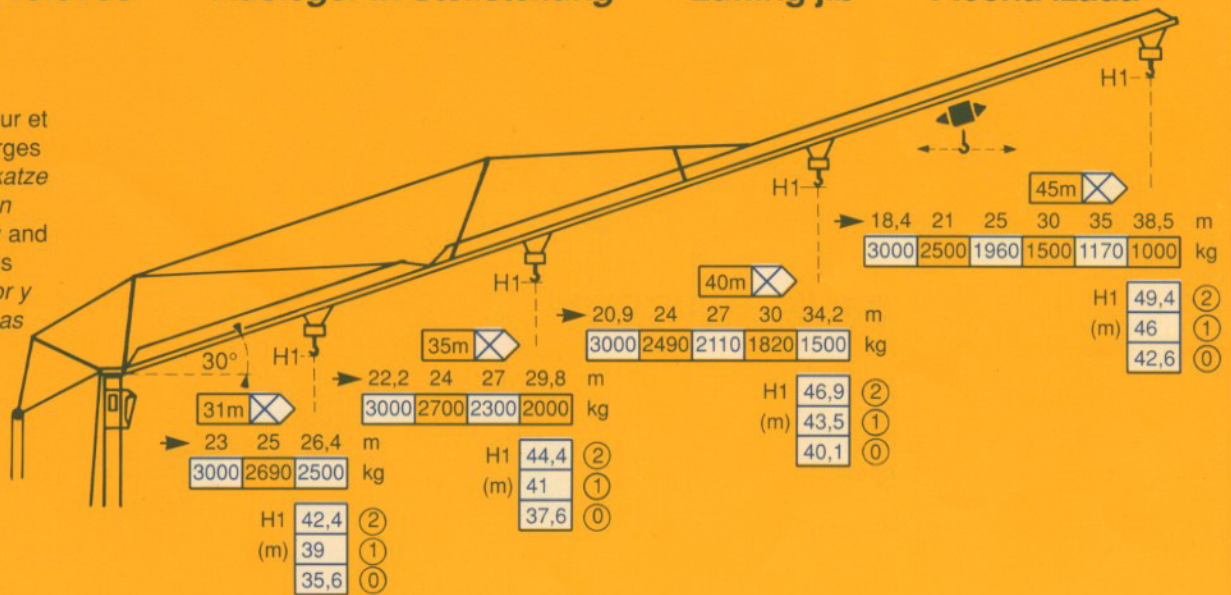 Luffing jib
ur et
rges
katze
n
and
s
or y
as
30°
H1
H1
H1
H1
45m
18,4 21 25 30 35 38,5 m
3000 2500 1960 1500 1170 1000 kg
H1 49,4 2
(m) 46 1
42,6 0
40m
20,9 24 27 30 34,2 m
3000 2490 2110 1820 1500 kg
H1 46,9 2
(m) 43,5 1
40,1 0
35m
22,2 24 27 29,8 m
3000 2700 2300 2000 kg
H1 44,4 2
(m) 41 1
37,6 0
31m
23 25 26,4 m
3000 2690 2500 kg
H1 42,4 2
(m) 39 1
35,6 0